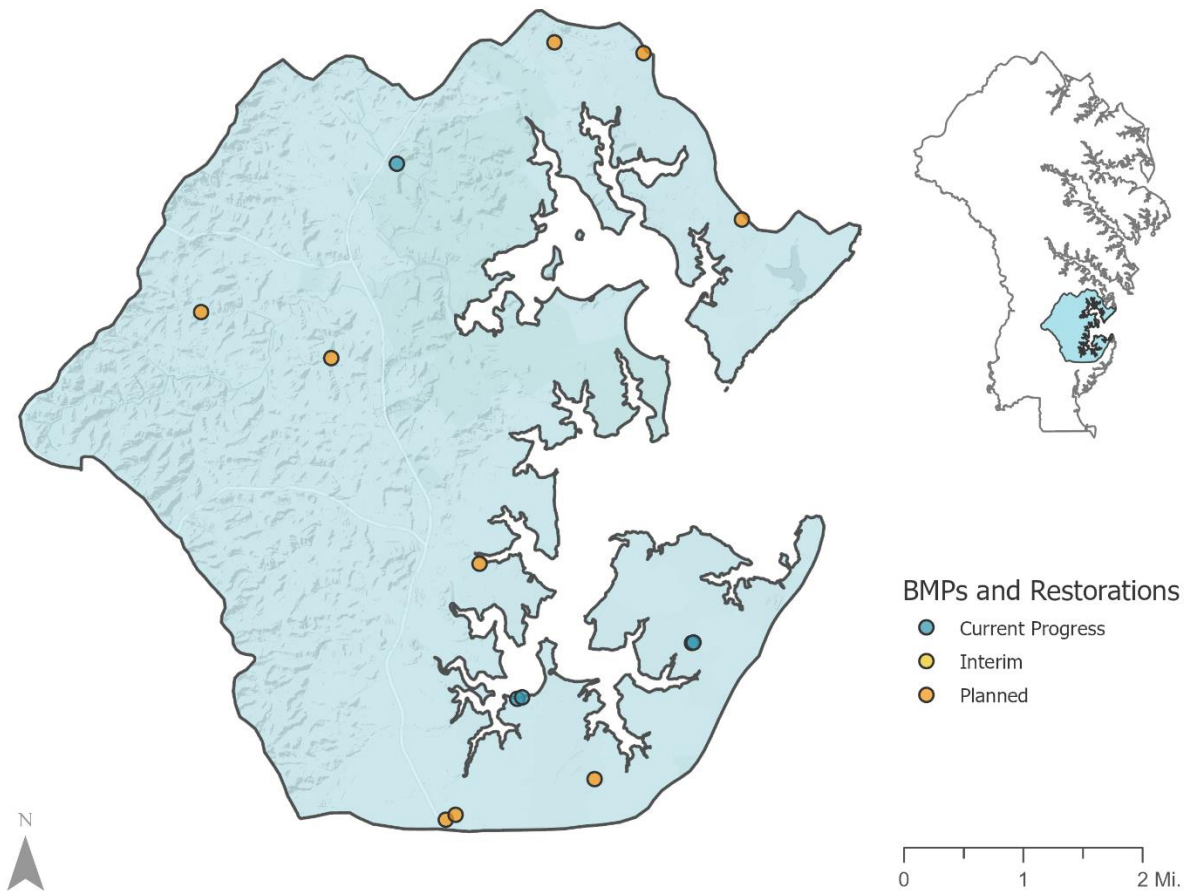 BMPs and Restorations
Current Progress
Interim
Planned
N
0 1 2 Mi.